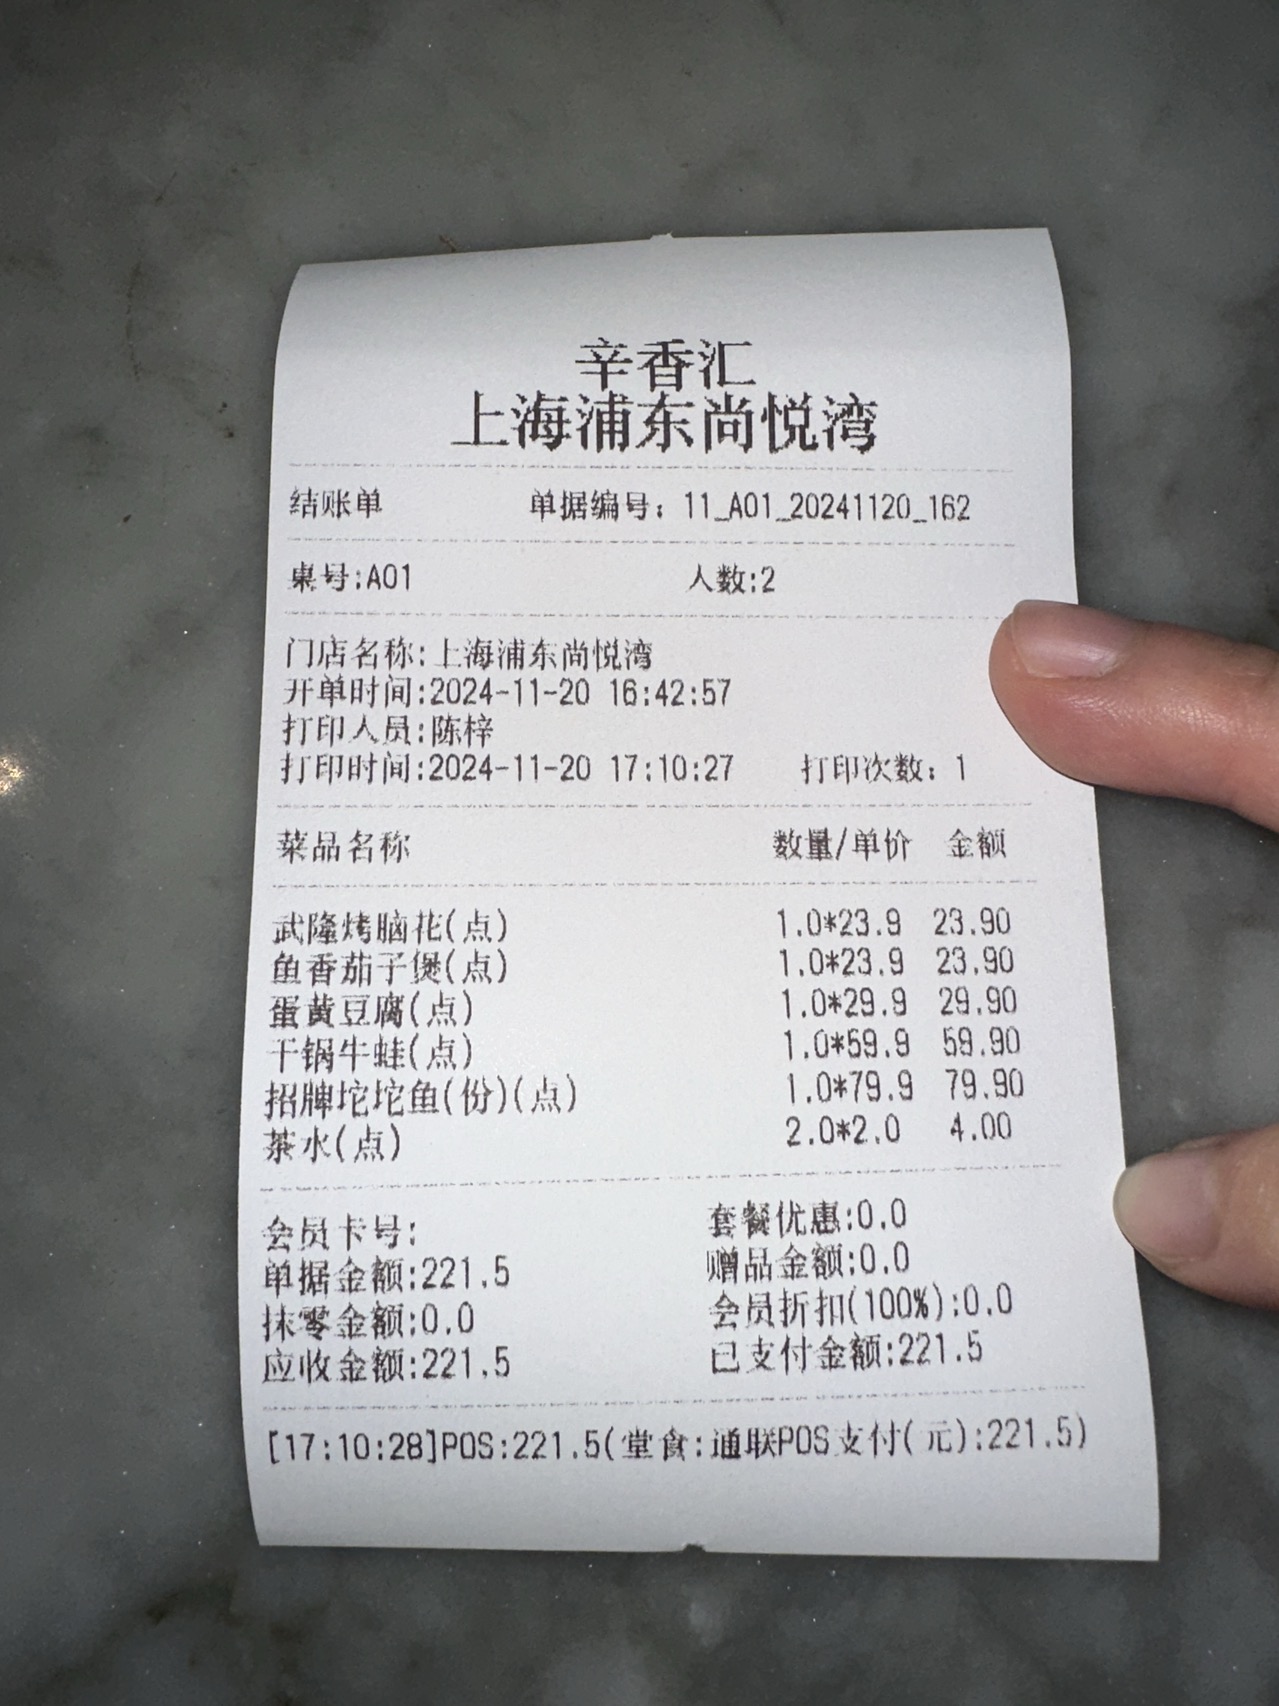 辛香汇
上海浦东尚悦湾
结账单 单据编号：11_A01_20241120_162
桌号:A01 人数:2
门店名称:上海浦东尚悦湾
开单时间:2024-11-20 16:42:57
打印人员:陈梓
打印时间:2024-11-20 17:10:27 打印次数：1
菜品名称 数量/单价 金额
武隆烤脑花(点) 1.0*23.9 23.90
鱼香茄子煲(点) 1.0*23.9 23.90
蛋黄豆腐(点) 1.0*29.9 29.90
干锅牛蛙(点) 1.0*59.9 59.90
招牌坨坨鱼(份)(点) 1.0*79.9 79.90
茶水(点) 2.0*2.0 4.00
会员卡号: 套餐优惠:0.0
单据金额:221.5 赠品金额:0.0
抹零金额:0.0 会员折扣(100%):0.0
应收金额:221.5 已支付金额:221.5
[17:10:28]POS:221.5(堂食:通联POS支付(元):221.5)